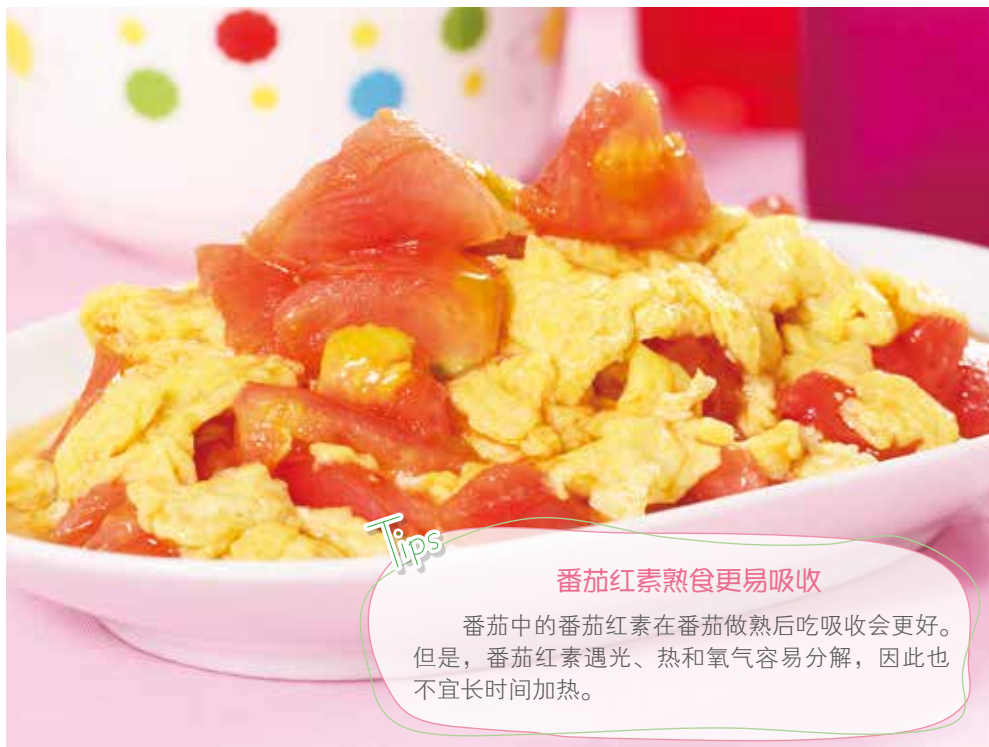 Tips
番茄红素熟食更易吸收
番茄中的番茄红素在番茄做熟后吃吸收会更好。
但是，番茄红素遇光、热和氧气容易分解，因此也
不宜长时间加热。